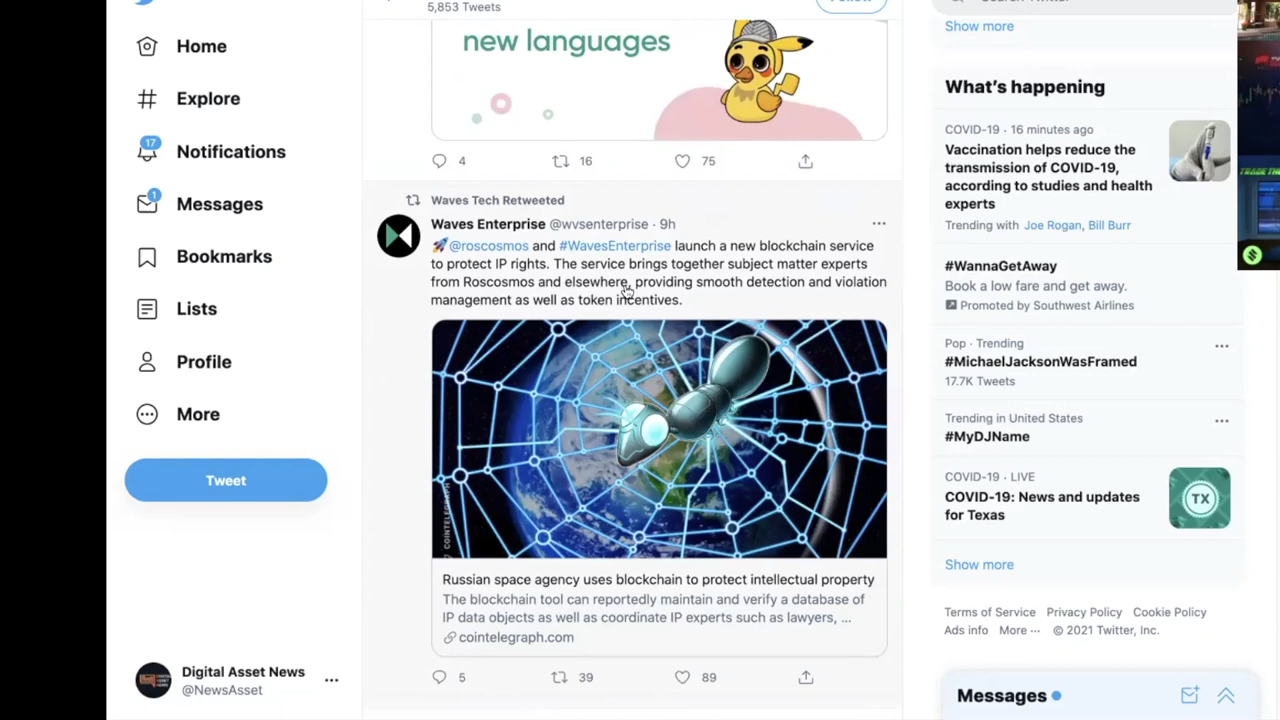 5,853 Tweets
Follow
Search Twitter
Home
Explore
17
Notifications
1
Messages
Bookmarks
Lists
Profile
More
Tweet
Digital Asset News
@NewsAsset
new languages
4
16
75
Waves Tech Retweeted
Waves Enterprise @wvsenterprise · 9h
🚀@roscosmos and #WavesEnterprise launch a new blockchain service
to protect IP rights. The service brings together subject matter experts
from Roscosmos and elsewhere, providing smooth detection and violation
management as well as token incentives.
COINTELEGRAPH
Russian space agency uses blockchain to protect intellectual property
The blockchain tool can reportedly maintain and verify a database of
IP data objects as well as coordinate IP experts such as lawyers, ...
cointelegraph.com
5
39
89
Show more
What's happening
COVID-19 · 16 minutes ago
Vaccination helps reduce the
transmission of COVID-19,
according to studies and health
experts
Trending with Joe Rogan, Bill Burr
#WannaGetAway
Book a low fare and get away.
Promoted by Southwest Airlines
Pop · Trending
#MichaelJacksonWasFramed
17.7K Tweets
Trending in United States
#MyDJName
COVID-19 · LIVE
COVID-19: News and updates
for Texas
TX
Show more
Terms of Service Privacy Policy Cookie Policy
Ads info More ··· © 2021 Twitter, Inc.
Messages